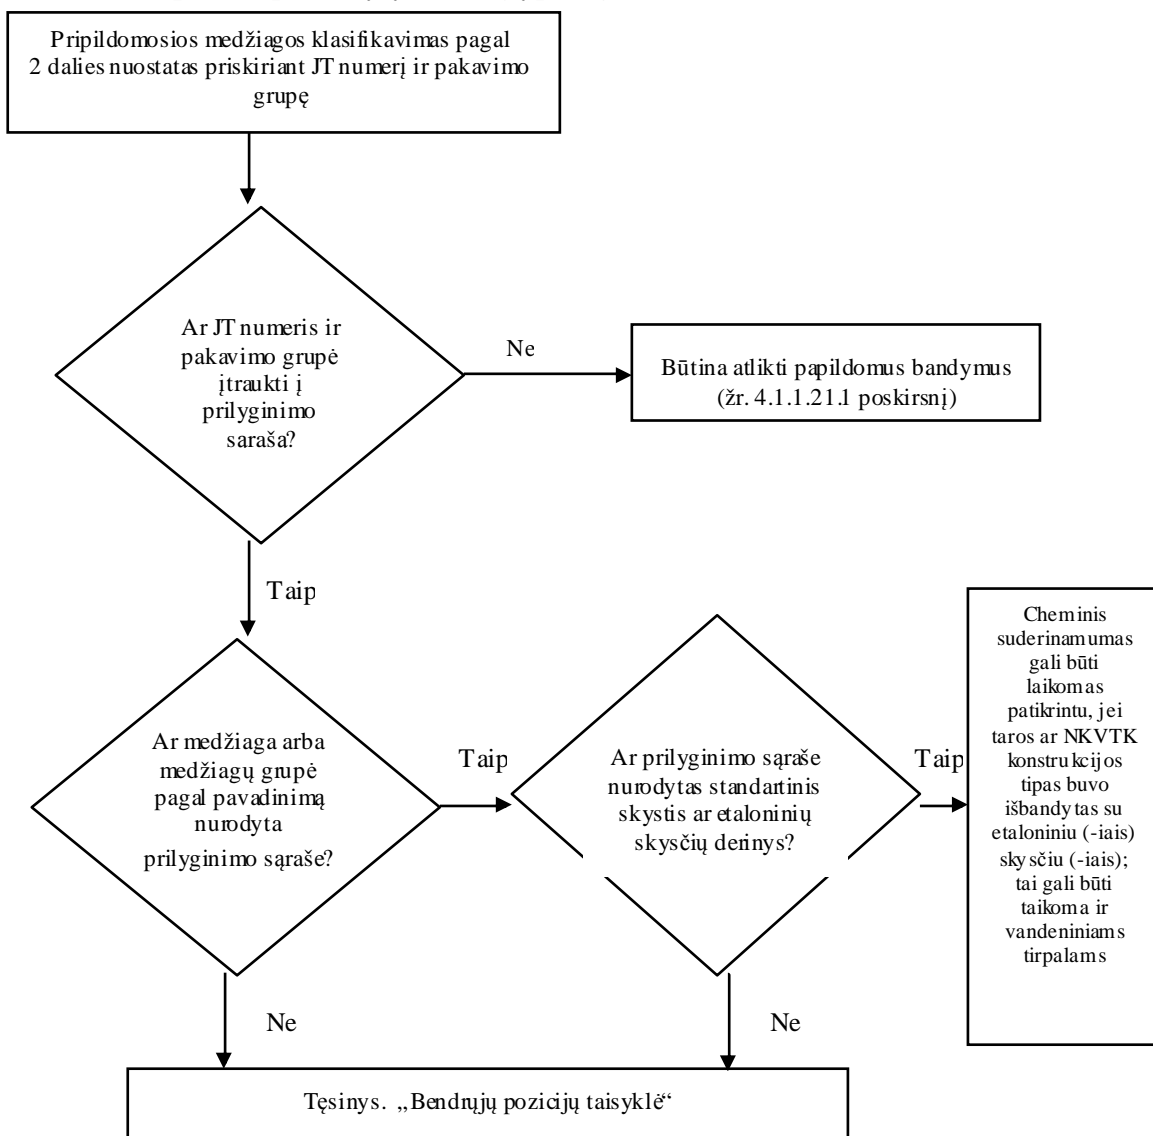 Pripildomosios medžiagos klasifikavimas pagal
2 dalies nuostatas priskiriant JT numerį ir pakavimo
grupę
Ar JT numeris ir
pakavimo grupė
įtraukti į
prilyginimo
saraša?
Ne
Būtina atlikti papildomus bandymus
(žr. 4.1.1.21.1 poskirsnį)
Taip
Ar medžiaga arba
medžiagų grupė
pagal pavadinimą
nurodyta
prilyginimo sąraše?
Taip
Ar prilyginimo sąraše
nurodytas standartinis
skystis ar etaloninių
skysčių derinys?
Taip
Cheminis
suderinamumas
gali būti
laikomas
patikrintu, jei
taros ar NKVTK
konstrukcijos
tipas buvo
išbandytas su
etaloniniu (-iais)
skysčiu (-iais);
tai gali būti
taikoma ir
vandeniniams
tirpalams
Ne
Ne
Tęsinys. „Bendrųjų pozicijų taisyklė“